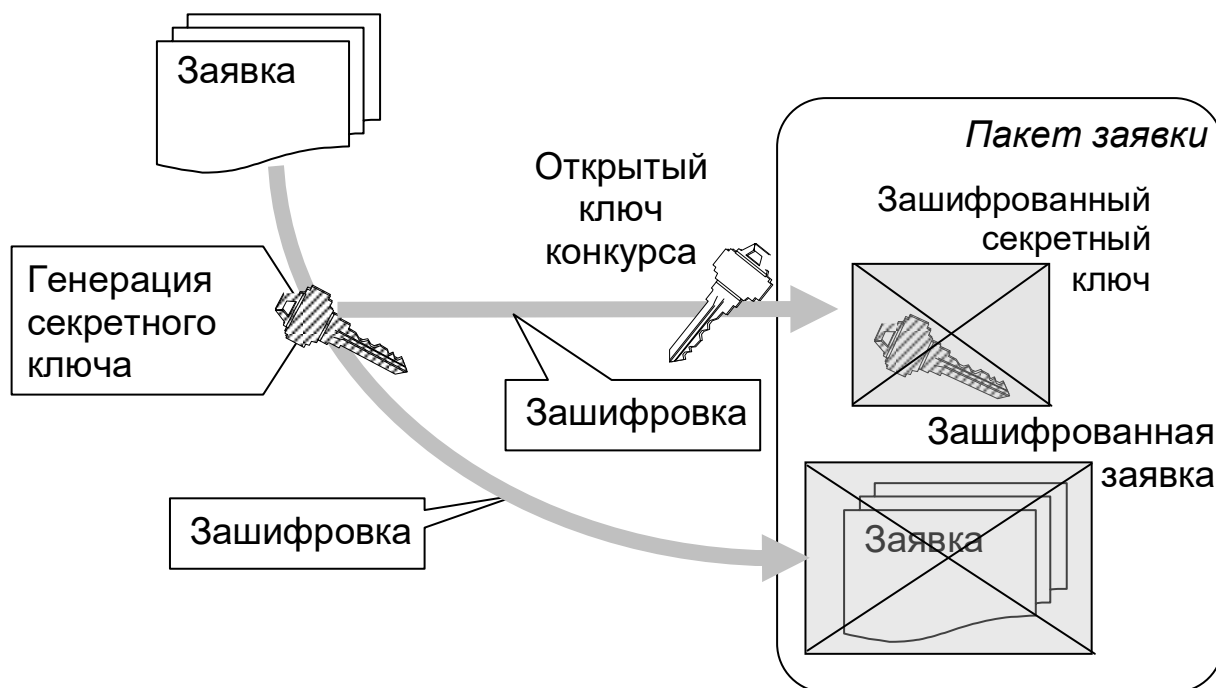 Заявка
Пакет заявки
Открытый
ключ
конкурса
Зашифрованный
секретный
ключ
Генерация
секретного
ключа
Зашифровка
Зашифрованная
заявка
Зашифровка
Заявка